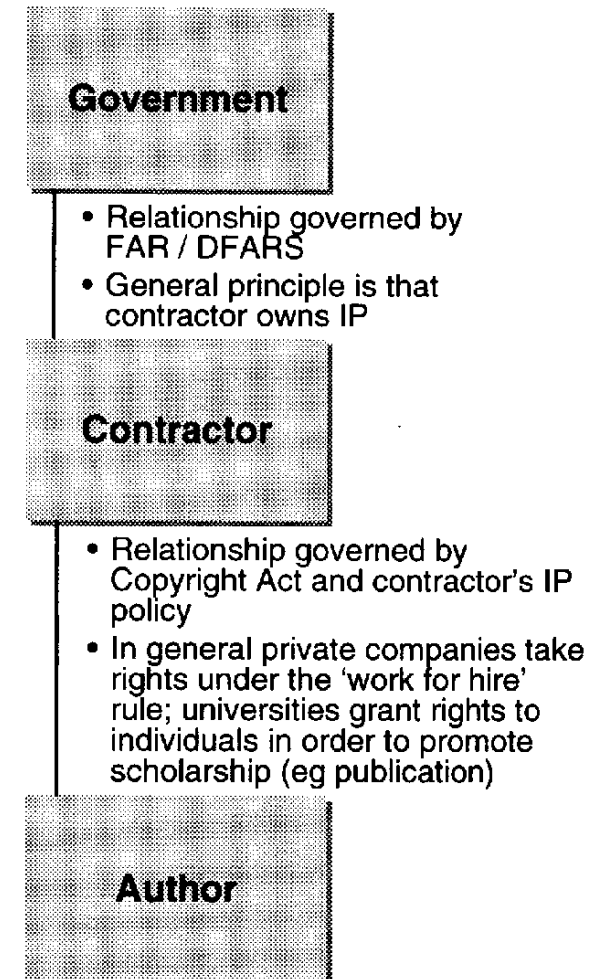 Government
• Relationship governed by
FAR / DFARS
• General principle is that
contractor owns IP
Contractor
• Relationship governed by
Copyright Act and contractor's IP
policy
• In general private companies take
rights under the 'work for hire'
rule; universities grant rights to
individuals in order to promote
scholarship (eg publication)
Author